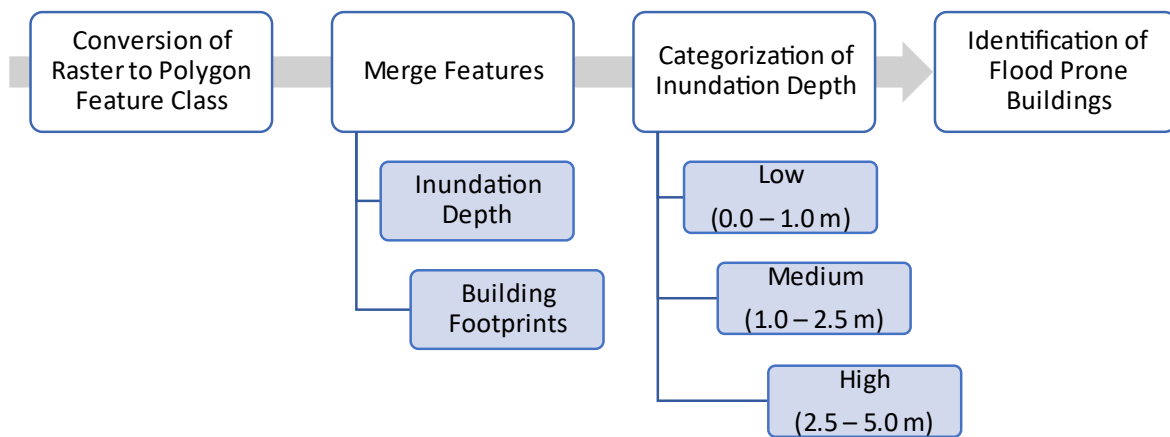 Conversion of
Raster to Polygon
Feature Class
Merge Features
Inundation
Depth
Building
Footprints
Categorization of
Inundation Depth
Low
(0.0 – 1.0 m)
Medium
(1.0 – 2.5 m)
High
(2.5 – 5.0 m)
Identification of
Flood Prone
Buildings